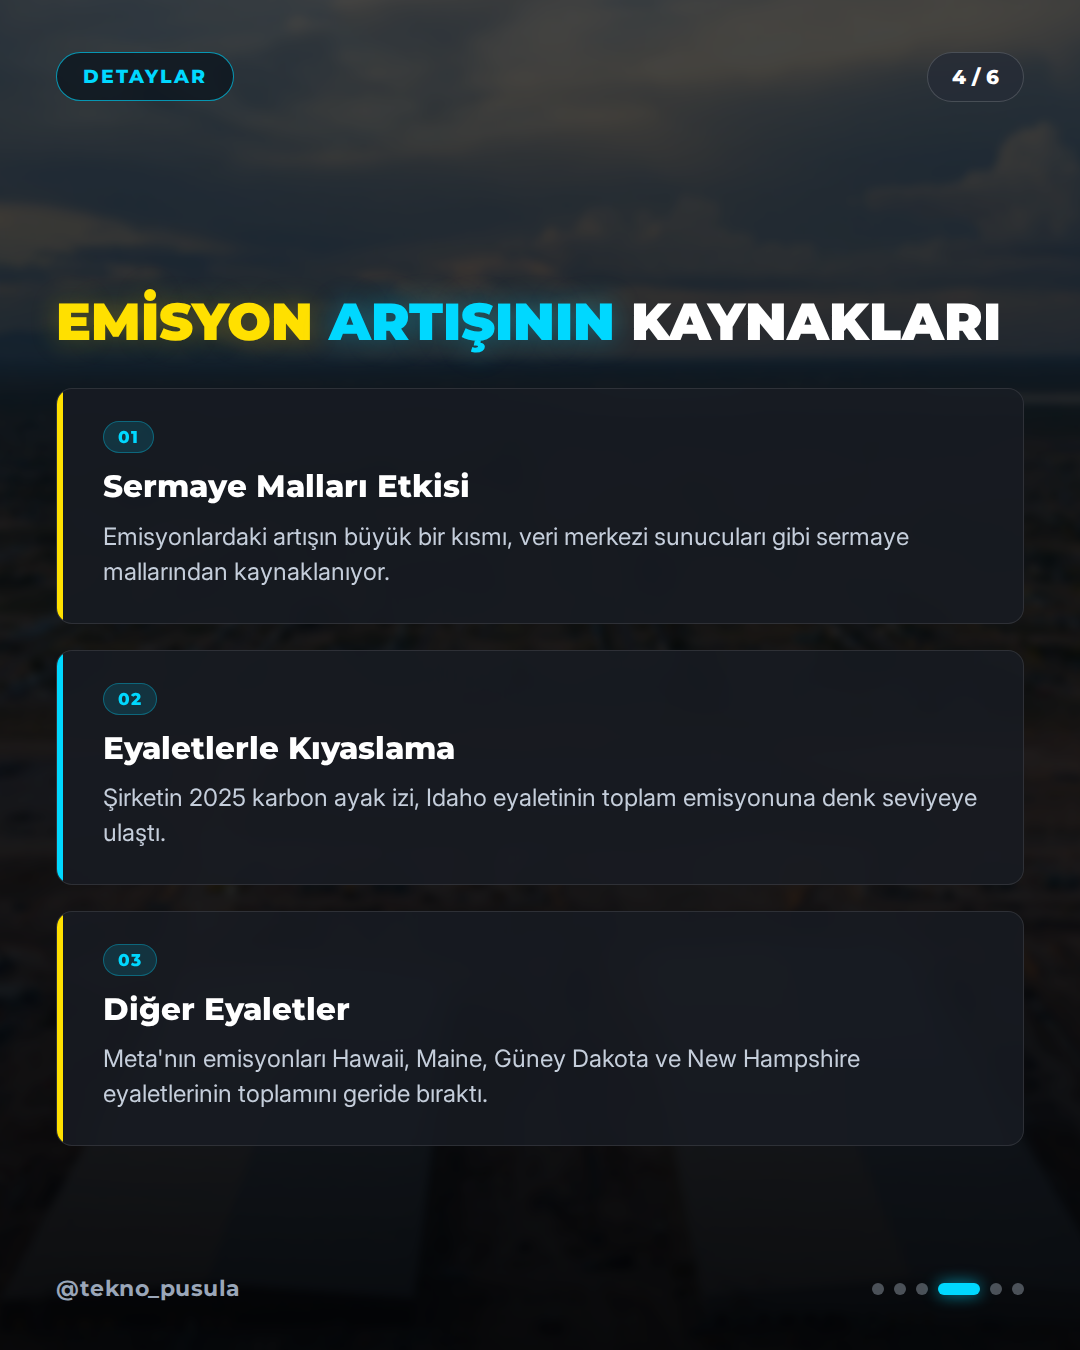 DETAYLAR
4 / 6
EMİSYON ARTIŞININ KAYNAKLARI
01
Sermaye Malları Etkisi
Emisyonlardaki artışın büyük bir kısmı, veri merkezi sunucuları gibi sermaye
mallarından kaynaklanıyor.
02
Eyaletlerle Kıyaslama
Şirketin 2025 karbon ayak izi, Idaho eyaletinin toplam emisyonuna denk seviyeye
ulaştı.
03
Diğer Eyaletler
Meta'nın emisyonları Hawaii, Maine, Güney Dakota ve New Hampshire
eyaletlerinin toplamını geride bıraktı.
@tekno_pusula